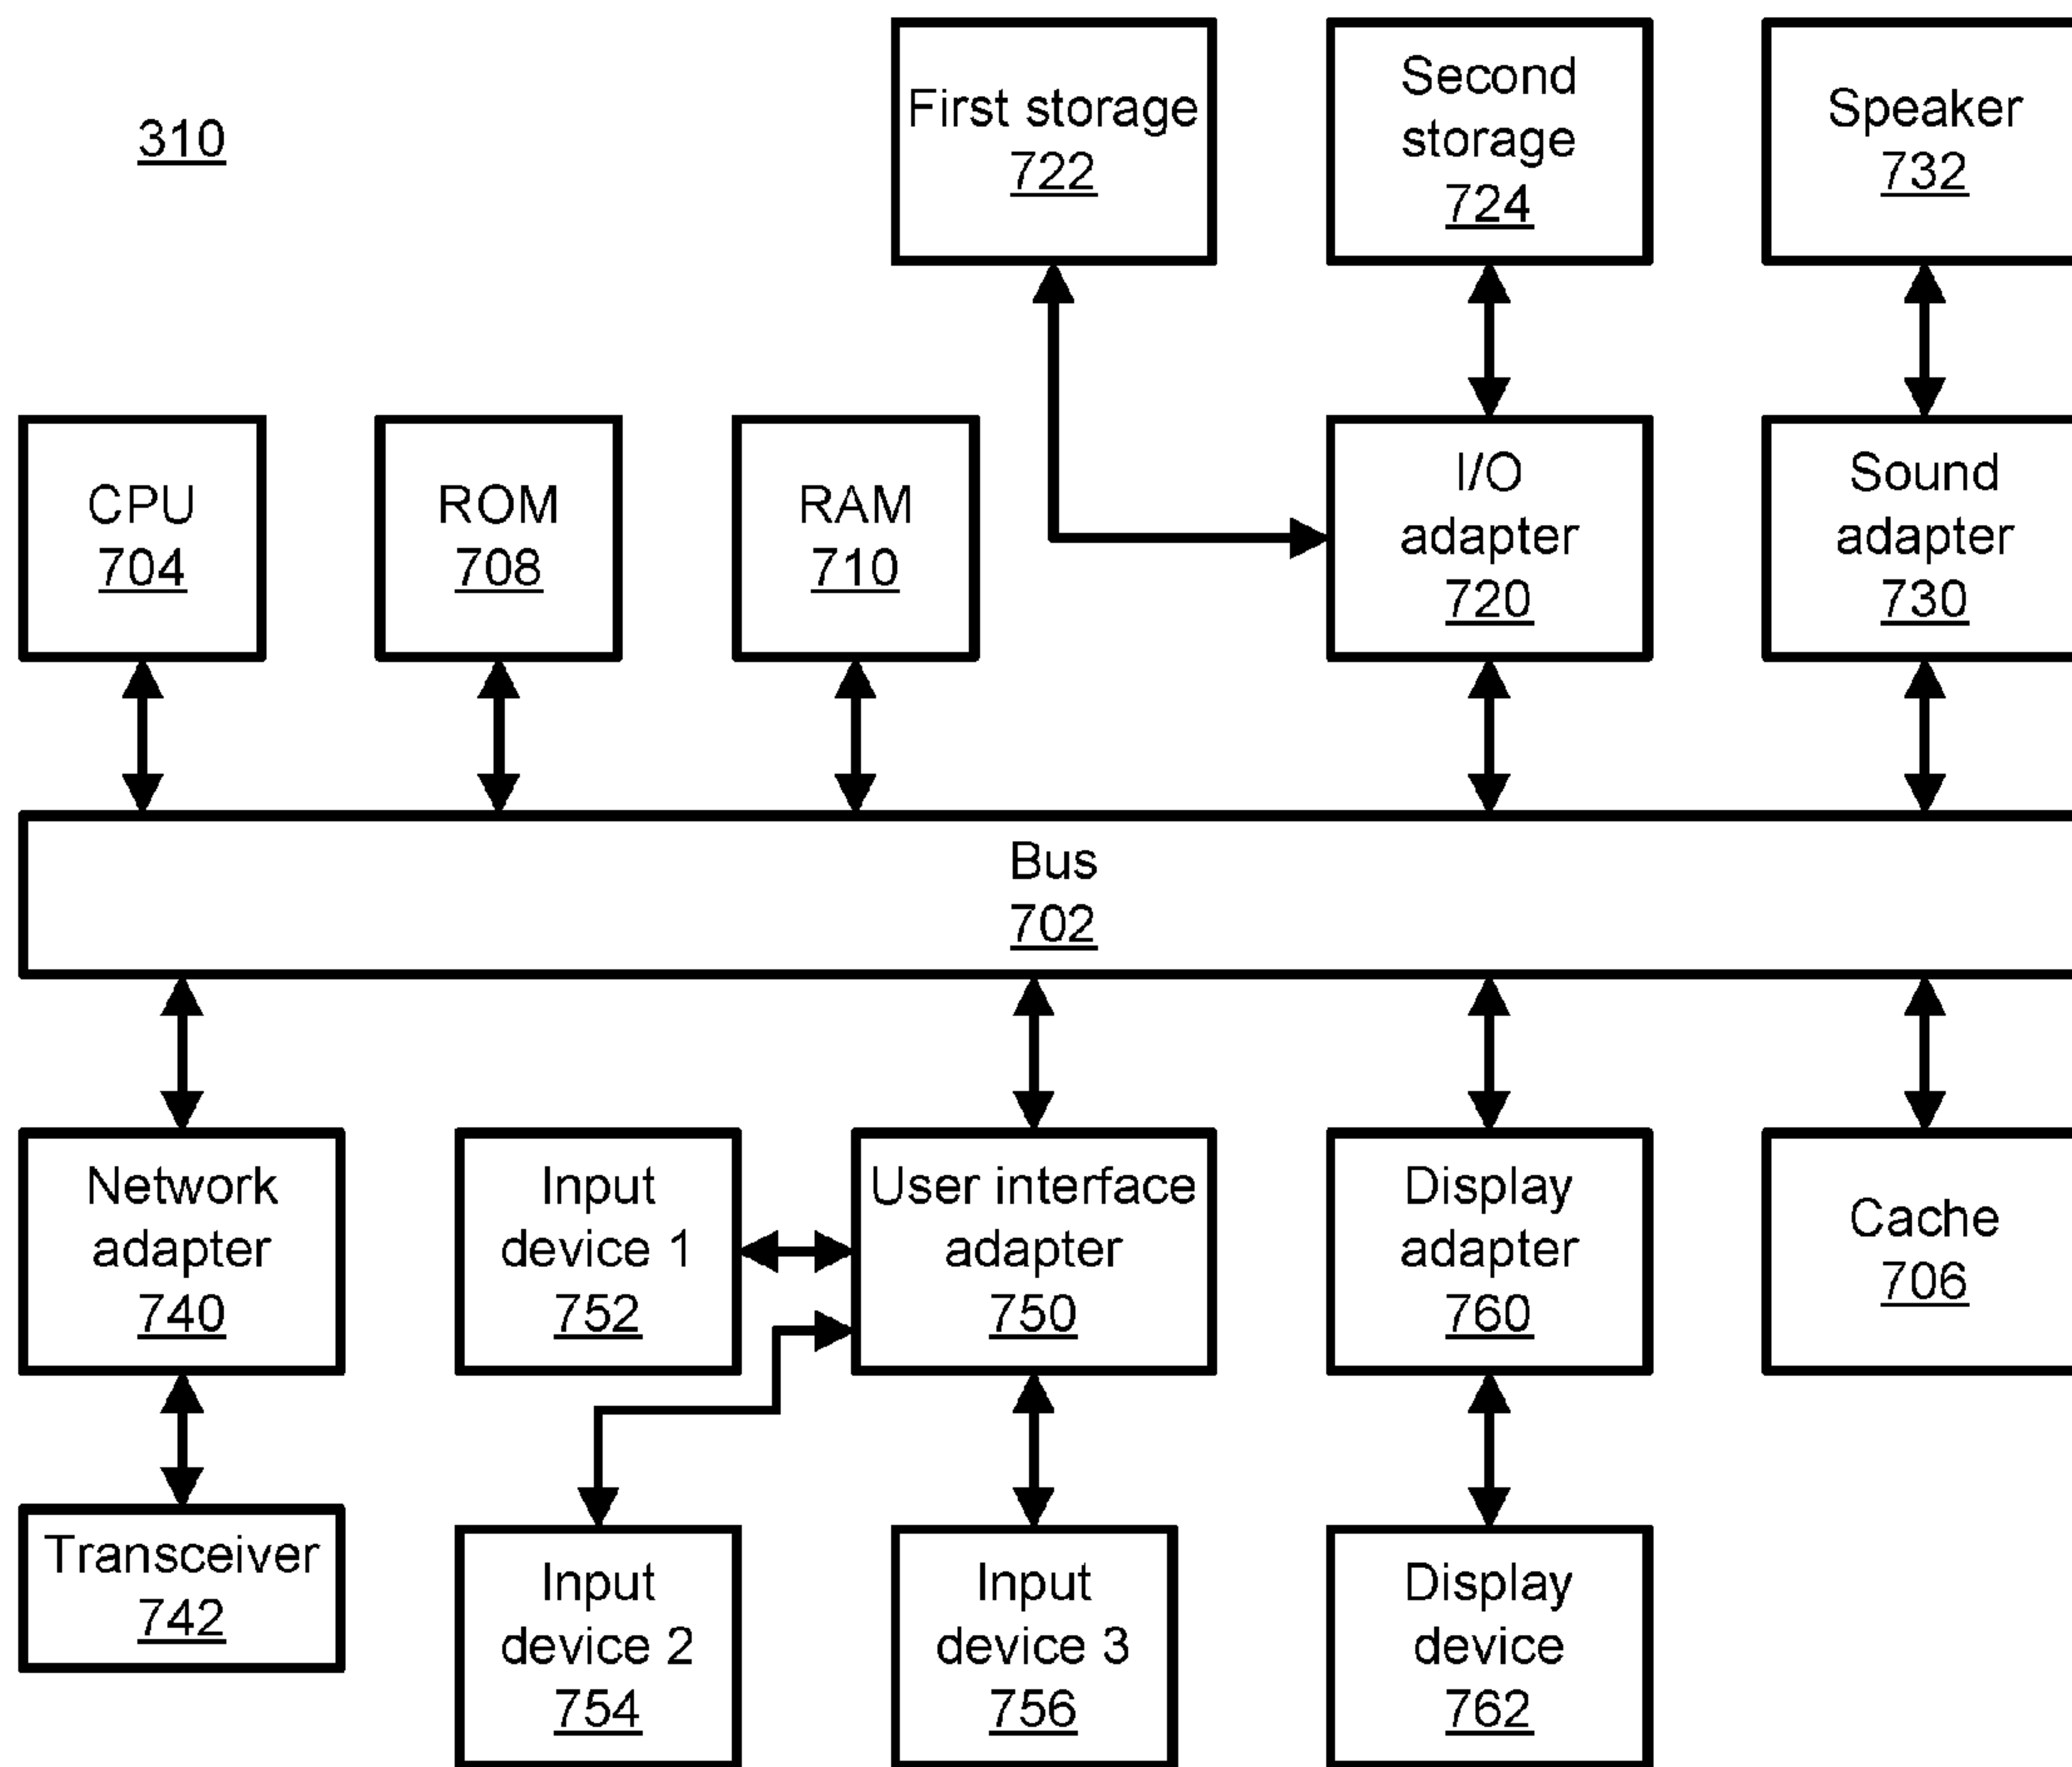 310
First storage
722
Second
storage
724
Speaker
732
CPU
704
ROM
708
RAM
710
I/O
adapter
720
Sound
adapter
730
Bus
702
Network
adapter
740
Input
device 1
752
User interface
adapter
750
Display
adapter
760
Cache
706
Transceiver
742
Input
device 2
754
Input
device 3
756
Display
device
762